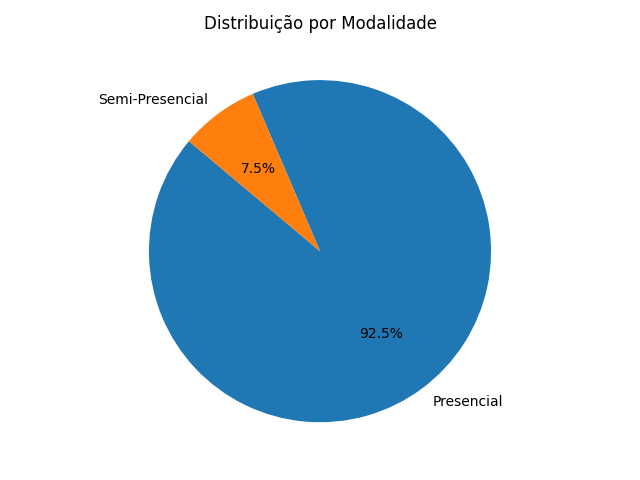 Distribuição por Modalidade
Semi-Presencial
7.5%
92.5%
Presencial